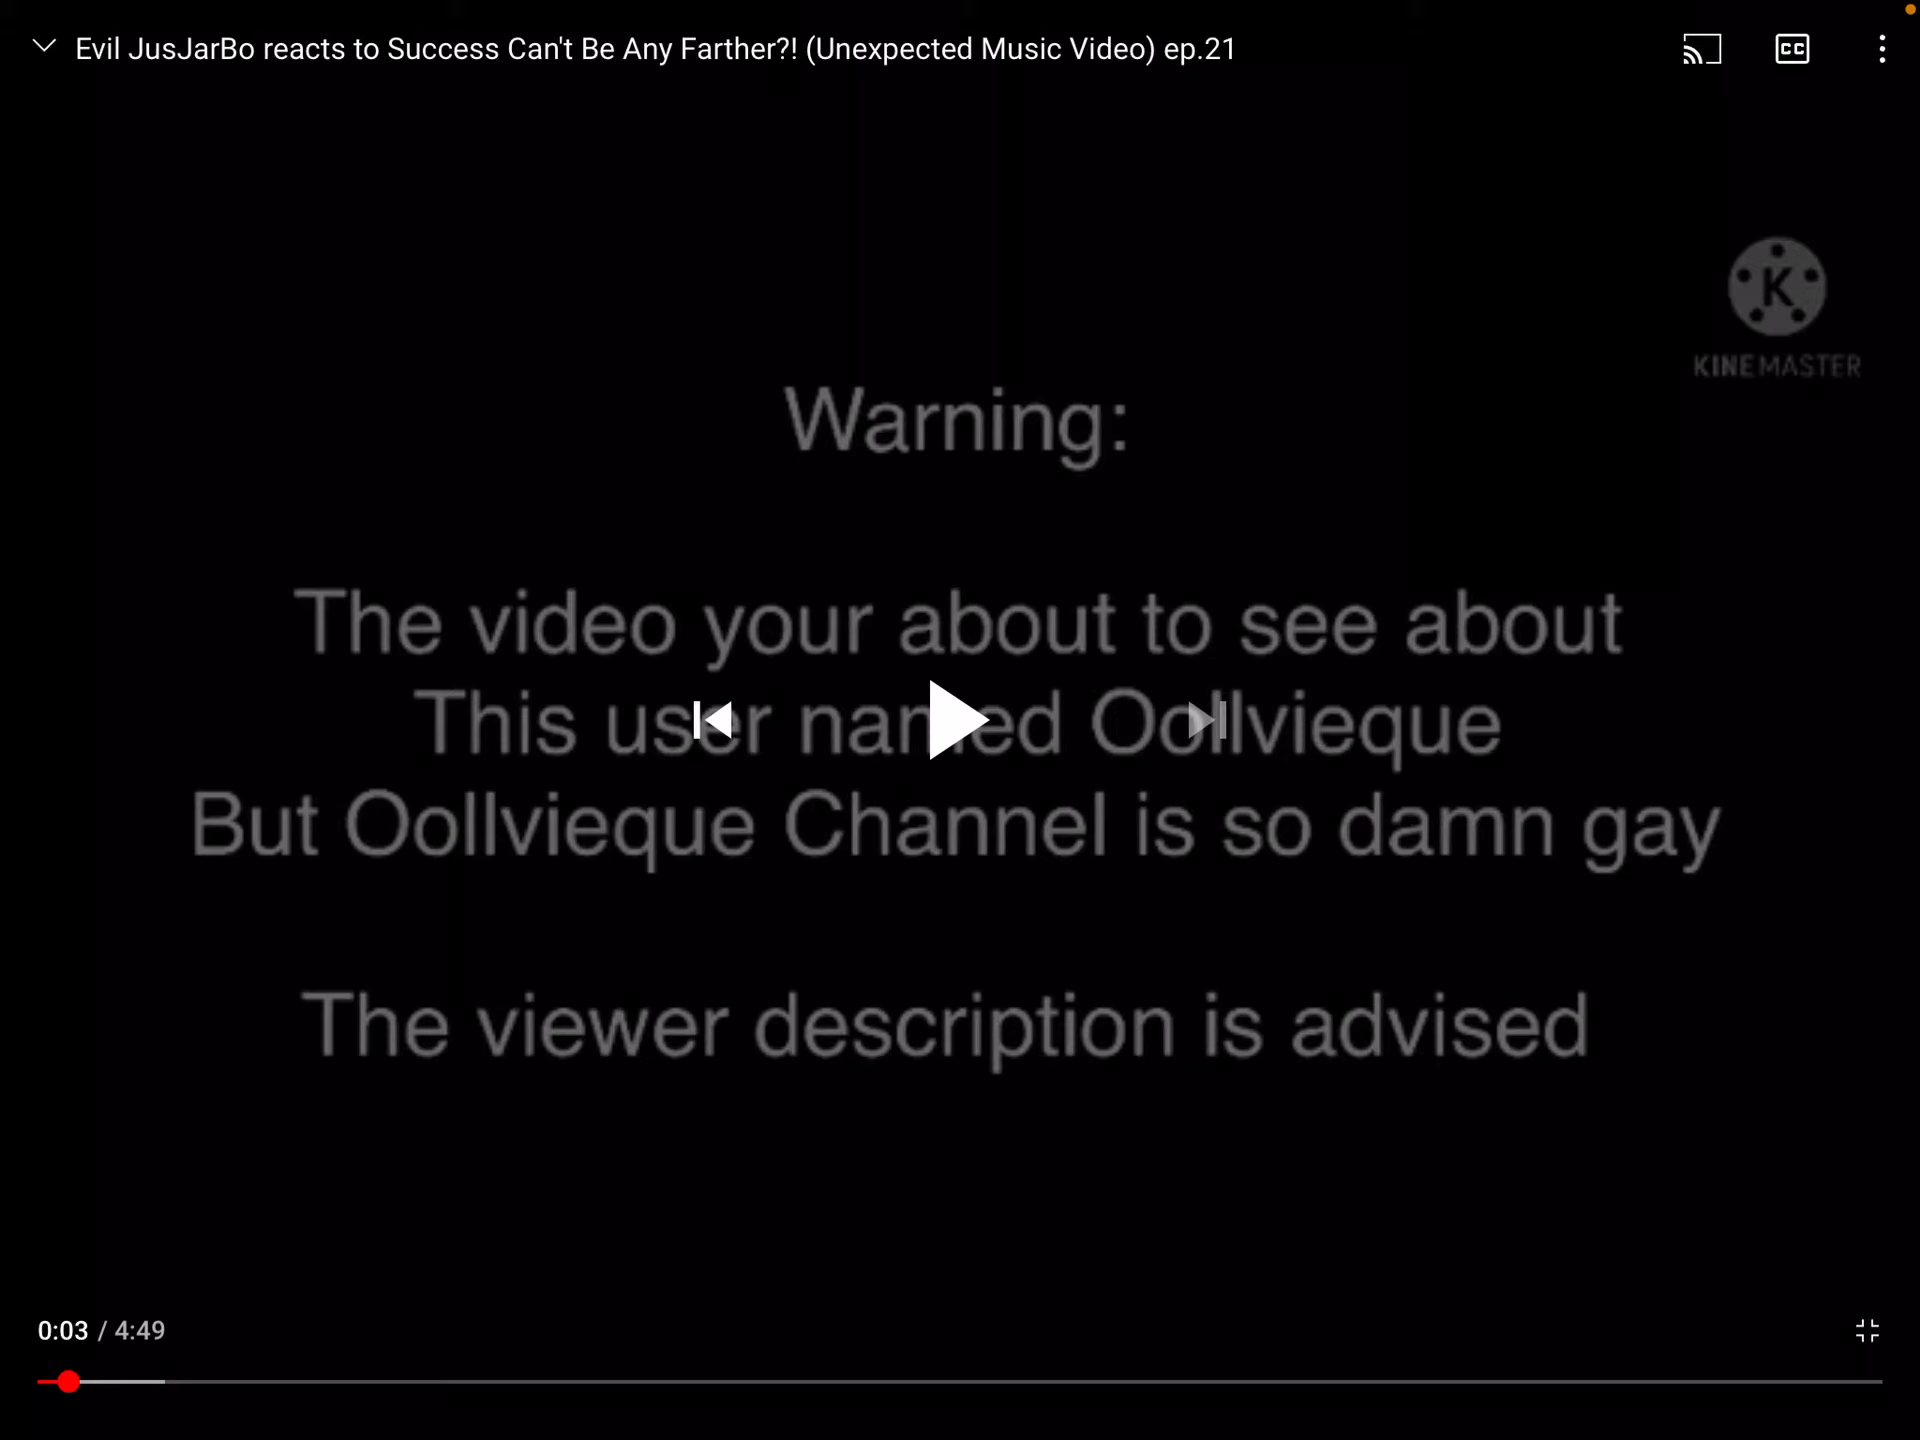 Evil JusJarBo reacts to Success Can't Be Any Farther?! (Unexpected Music Video) ep.21
CC
K
KINEMASTER
Warning:
The video your about to see about
This user named Oollvieque
But Oollvieque Channel is so damn gay
The viewer description is advised
0:03 / 4:49